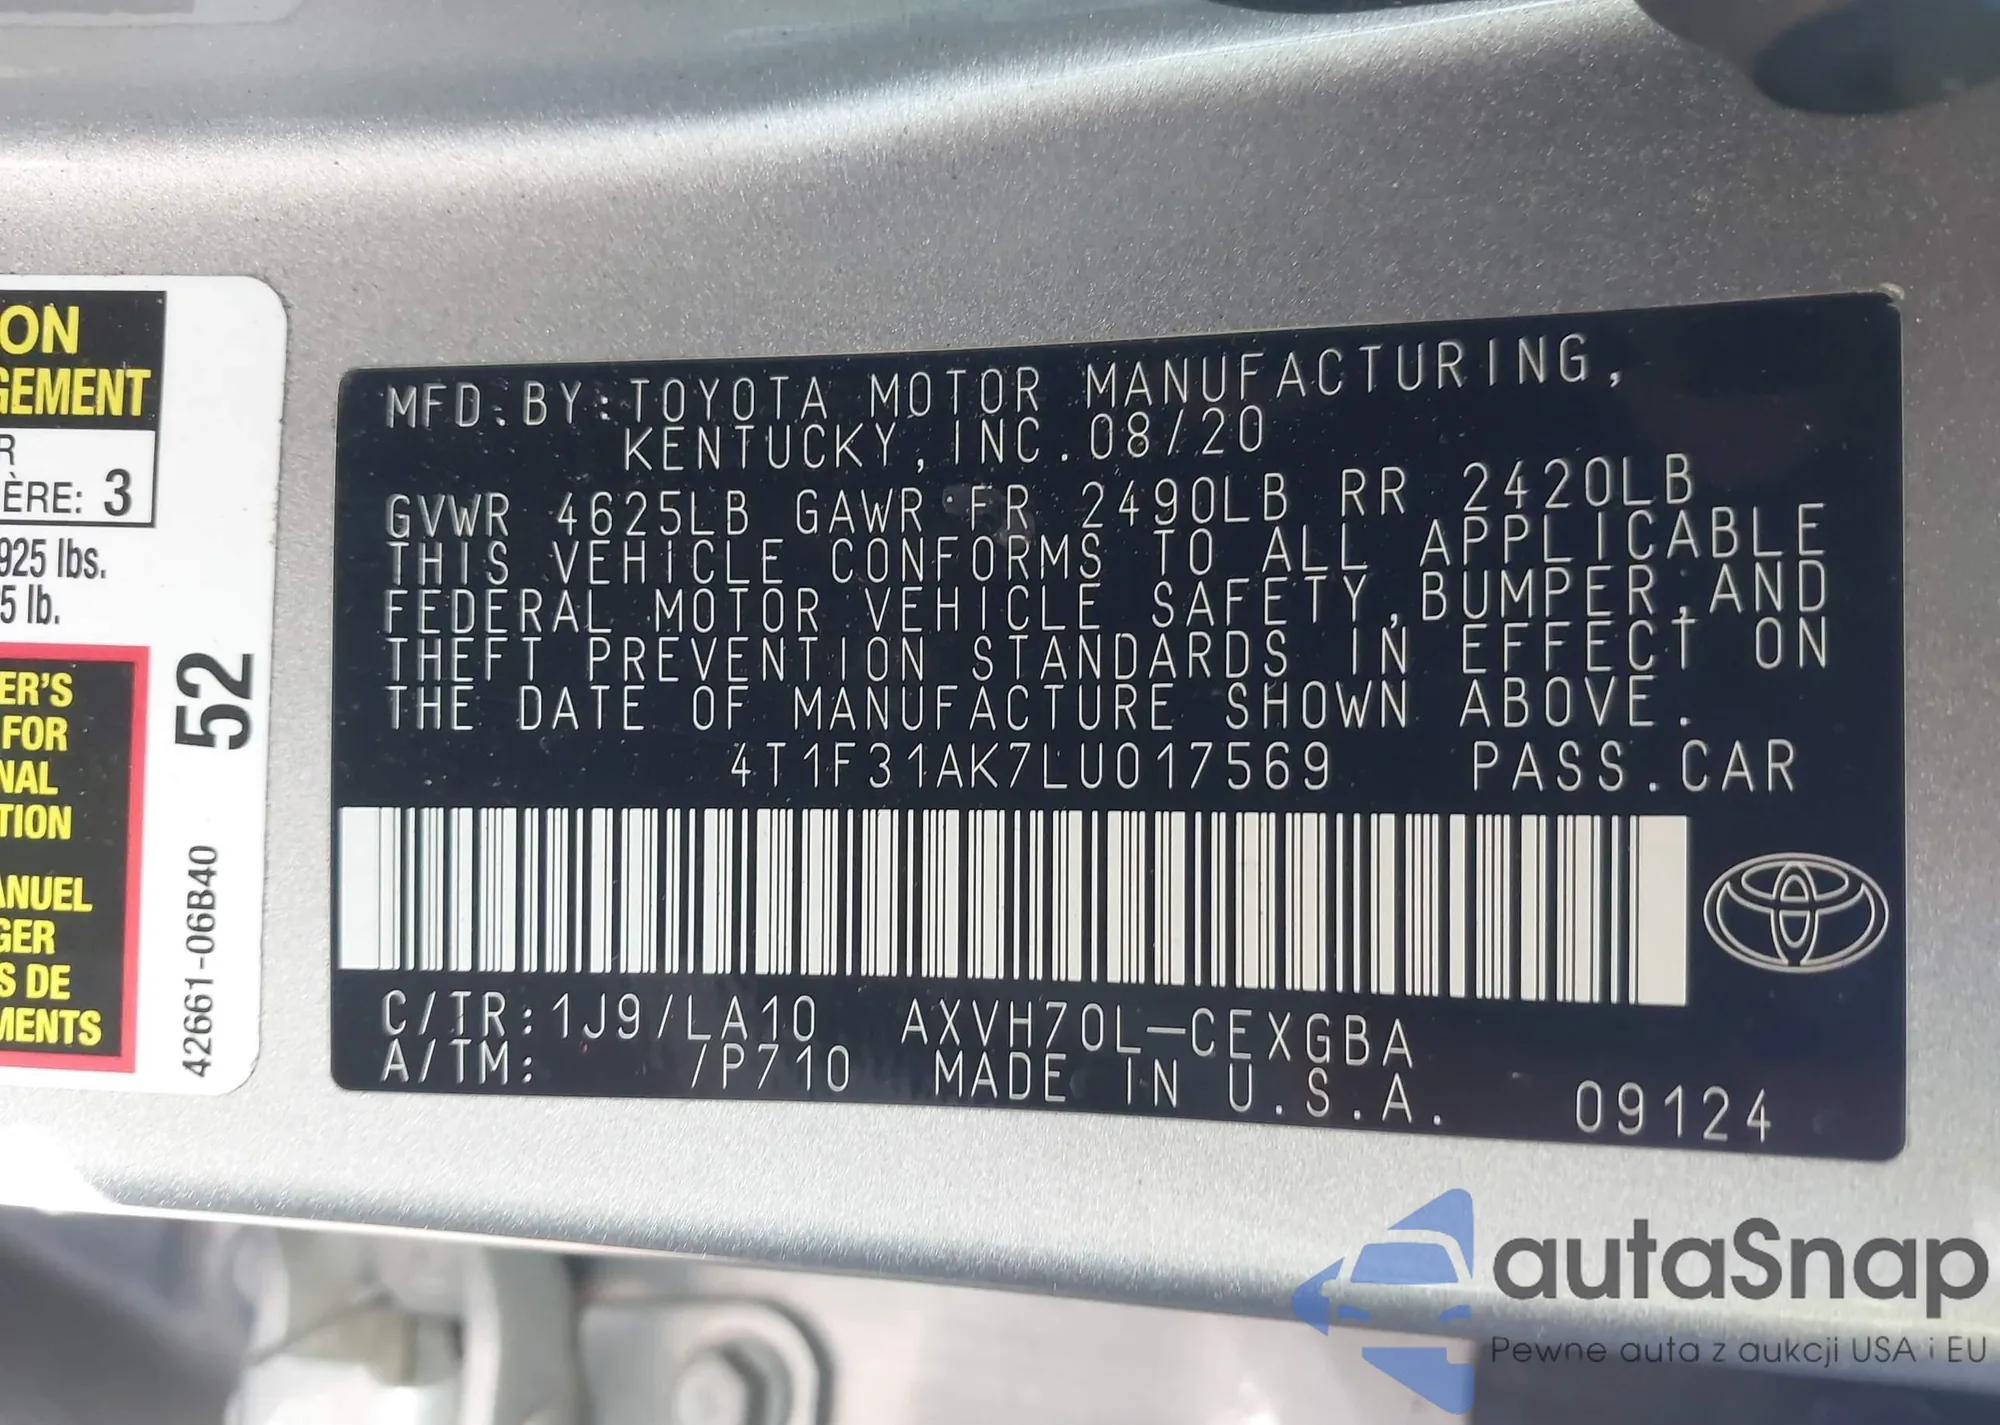 ON
GEMENT
R
ÈRE: 3
925 lbs.
5 lb.
ER'S
FOR
NAL
TION
ANUEL
GER
S DE
MENTS
52
42661-06B40
MFD.BY:TOYOTA MOTOR MANUFACTURING,
KENTUCKY,INC.08/20
GVWR 4625LB GAWR FR 2490LB RR 2420LB
THIS VEHICLE CONFORMS TO ALL APPLICABLE
FEDERAL MOTOR VEHICLE SAFETY,BUMPER,AND
THEFT PREVENTION STANDARDS IN EFFECT ON
THE DATE OF MANUFACTURE SHOWN ABOVE.
4T1F31AK7LU017569 PASS.CAR
C/TR:1J9/LA10 AXVH70L-CEXGBA
A/TM: /P710 MADE IN U.S.A. 09124
autaSnap
Pewne auta z aukcji USA i EU